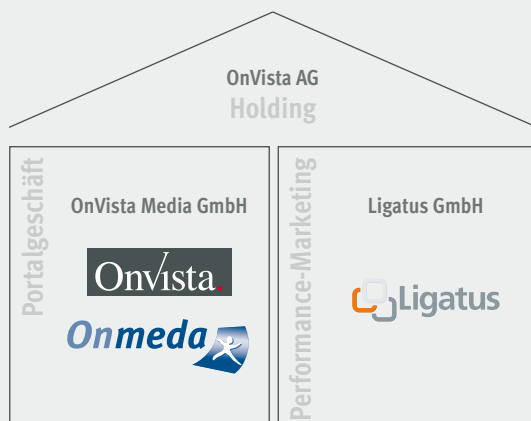 OnVista AG
Holding
Portalgeschäft
OnVista Media GmbH
OnVista.
Onmeda
Performance-Marketing
Ligatus GmbH
Ligatus